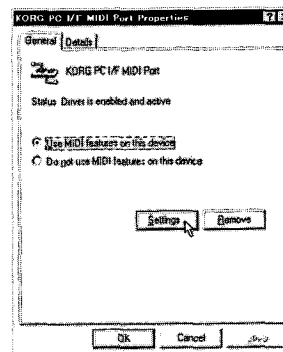 KORG PC I/F MIDI Port Properties
General Details
KORG PC I/F MIDI Port
Status Driver is enabled and active
Use MIDI features on this device
Do not use MIDI features on this device
Settings Remove
OK Cancel